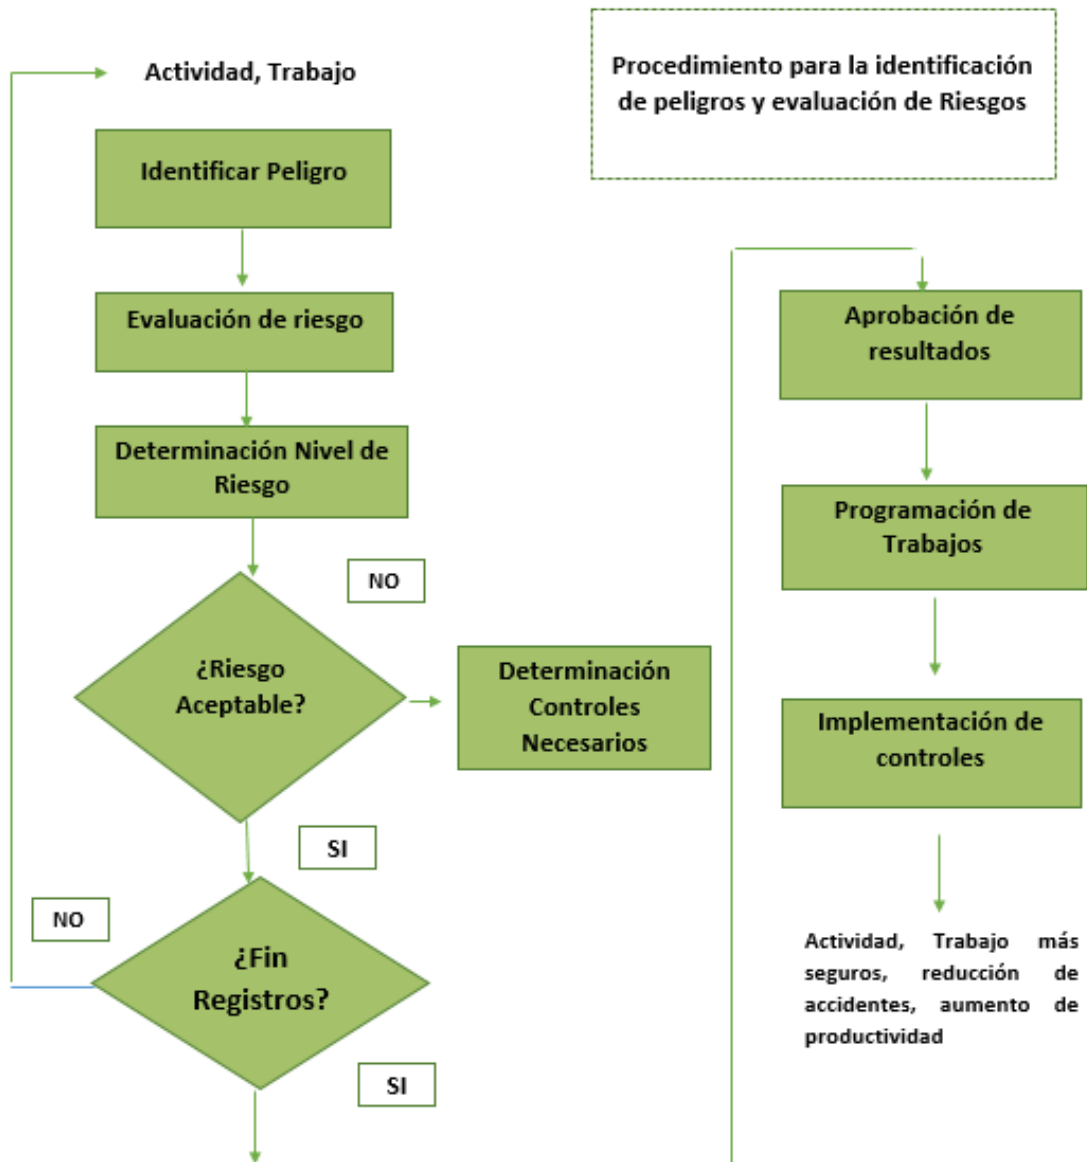 Actividad, Trabajo
Procedimiento para la identificación
de peligros y evaluación de Riesgos
Identificar Peligro
Evaluación de riesgo
Determinación Nivel de
Riesgo
NO
¿Riesgo
Aceptable?
Determinación
Controles
Necesarios
SI
NO
¿Fin
Registros?
SI
Aprobación de
resultados
Programación de
Trabajos
Implementación de
controles
Actividad, Trabajo más
seguros, reducción de
accidentes, aumento de
productividad